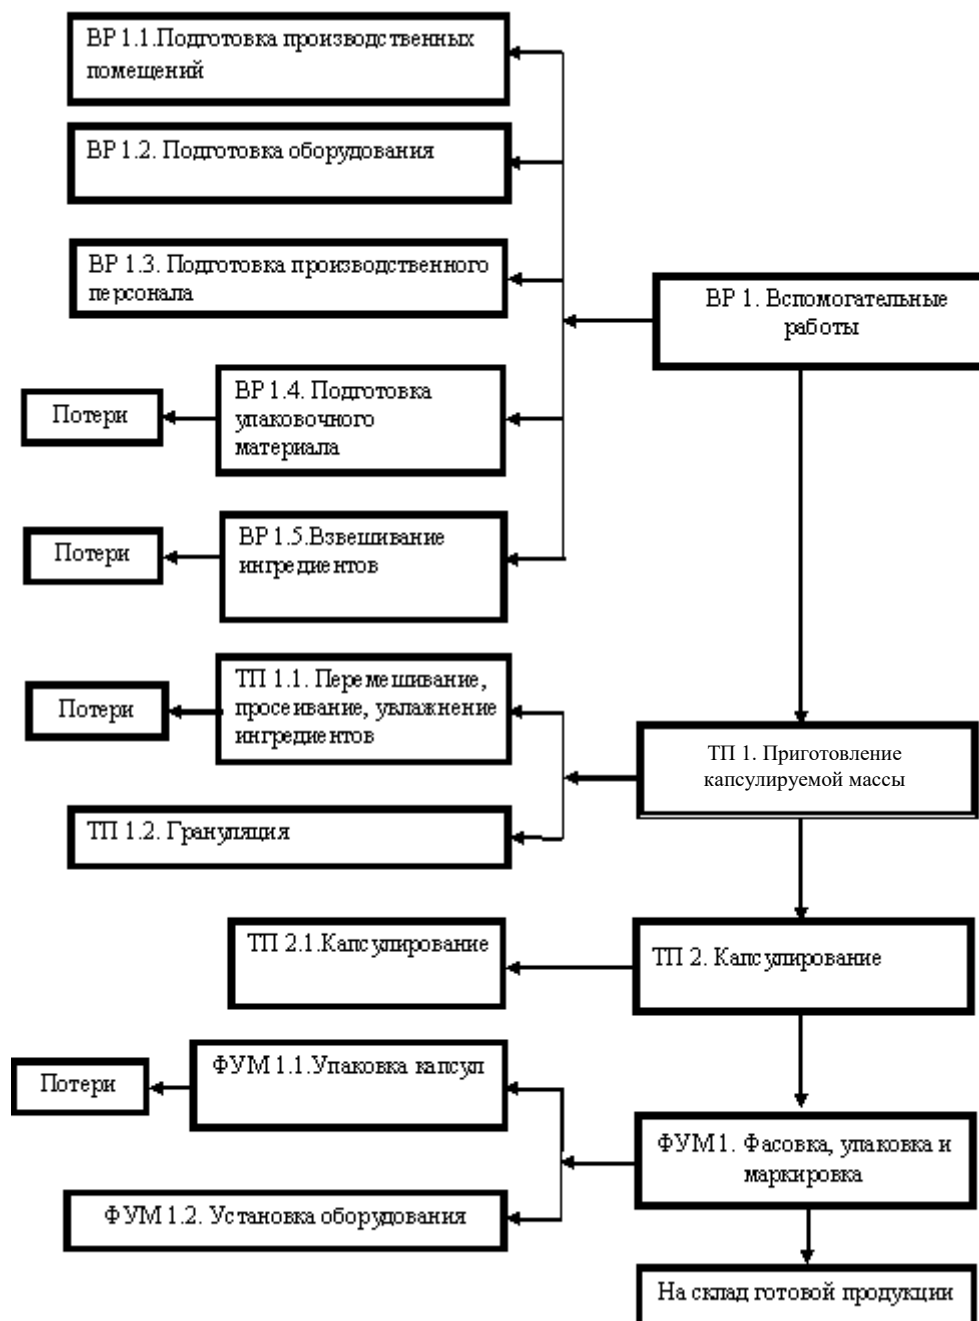 ВР 1.1.Подготовка производственных
помещений
ВР 1.2. Подготовка оборудования
ВР 1.3. Подготовка производственного
персонала
ВР 1. Вспомогательные
работы
Потери
ВР 1.4. Подготовка
упаковочного
материала
Потери
ВР 1.5.Взвешивание
ингредиентов
Потери
ТП 1.1. Перемешивание,
просеивание, увлажнение
ингредиентов
ТП 1. Приготовление
капсулируемой массы
ТП 1.2. Грануляция
ТП 2.1.Капсулирование
ТП 2. Капсулирование
Потери
ФУМ 1.1.Упаковка капсул
ФУМ 1. Фасовка, упаковка и
маркировка
ФУМ 1.2. Установка оборудования
На склад готовой продукции